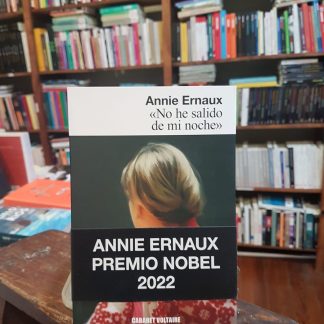 Annie Ernaux
«No he salido
de mi noche»
ANNIE ERNAUX
PREMIO NOBEL
2022
CABARET VOLTAIRE